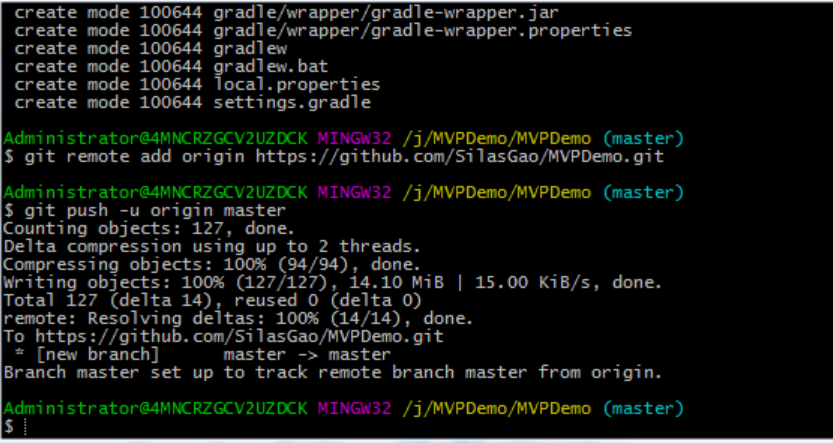 create mode 100644 gradle/wrapper/gradle-wrapper.jar
create mode 100644 gradle/wrapper/gradle-wrapper.properties
create mode 100644 gradlew
create mode 100644 gradlew.bat
create mode 100644 local.properties
create mode 100644 settings.gradle
Administrator@4MNCRZGCV2UZDCK MINGW32 /j/MVPDemo/MVPDemo (master)
$ git remote add origin https://github.com/SilasGao/MVPDemo.git
Administrator@4MNCRZGCV2UZDCK MINGW32 /j/MVPDemo/MVPDemo (master)
$ git push -u origin master
Counting objects: 127, done.
Delta compression using up to 2 threads.
Compressing objects: 100% (94/94), done.
Writing objects: 100% (127/127), 14.10 MiB | 15.00 KiB/s, done.
Total 127 (delta 14), reused 0 (delta 0)
remote: Resolving deltas: 100% (14/14), done.
To https://github.com/SilasGao/MVPDemo.git
* [new branch]      master -> master
Branch master set up to track remote branch master from origin.
Administrator@4MNCRZGCV2UZDCK MINGW32 /j/MVPDemo/MVPDemo (master)
$